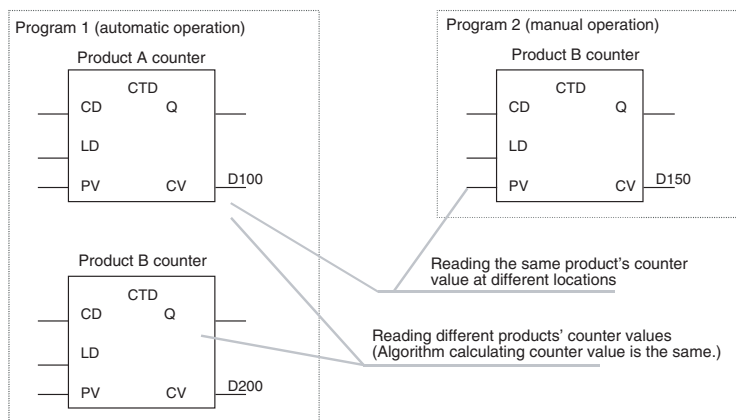 Program 1 (automatic operation)
Product A counter
CTD
CD Q
LD
PV CV D100
Product B counter
CTD
CD Q
LD
PV CV D200
Program 2 (manual operation)
Product B counter
CTD
CD Q
LD
PV CV D150
Reading the same product's counter
value at different locations
Reading different products' counter values
(Algorithm calculating counter value is the same.)